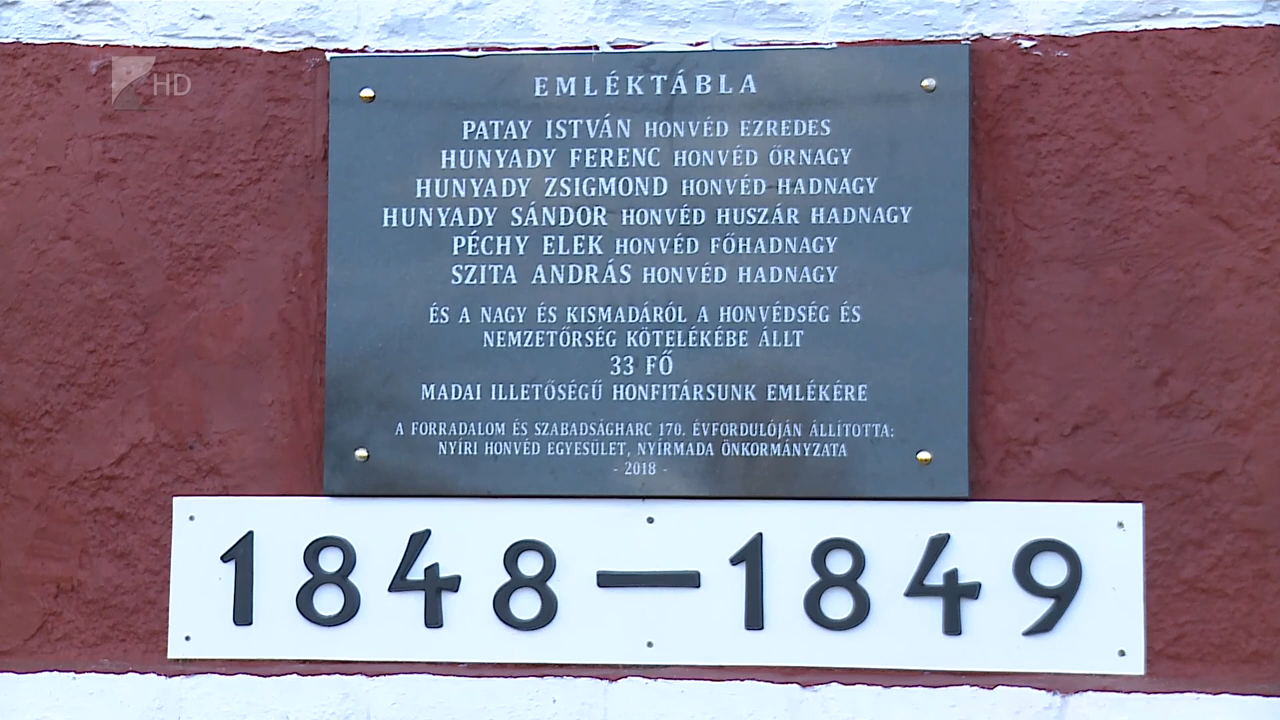 HD
EMLÉKTÁBLA
PATAY ISTVÁN HONVÉD EZREDES
HUNYADY FERENC HONVÉD ŐRNAGY
HUNYADY ZSIGMOND HONVÉD HADNAGY
HUNYADY SÁNDOR HONVÉD HUSZÁR HADNAGY
PÉCHY ELEK HONVÉD FŐHADNAGY
SZITA ANDRÁS HONVÉD HADNAGY
ÉS A NAGY ÉS KISMADÁRÓL A HONVÉDSÉG ÉS
NEMZETŐRSÉG KÖTELÉKÉBE ÁLLT
33 FŐ
MADAI ILLETŐSÉGŰ HONFITÁRSUNK EMLÉKÉRE
A FORRADALOM ÉS SZABADSÁGHARC 170. ÉVFORDULÓJÁN ÁLLÍTOTTA:
NYÍRI HONVÉD EGYESÜLET, NYÍRMADA ÖNKORMÁNYZATA
- 2018 -
1848–1849